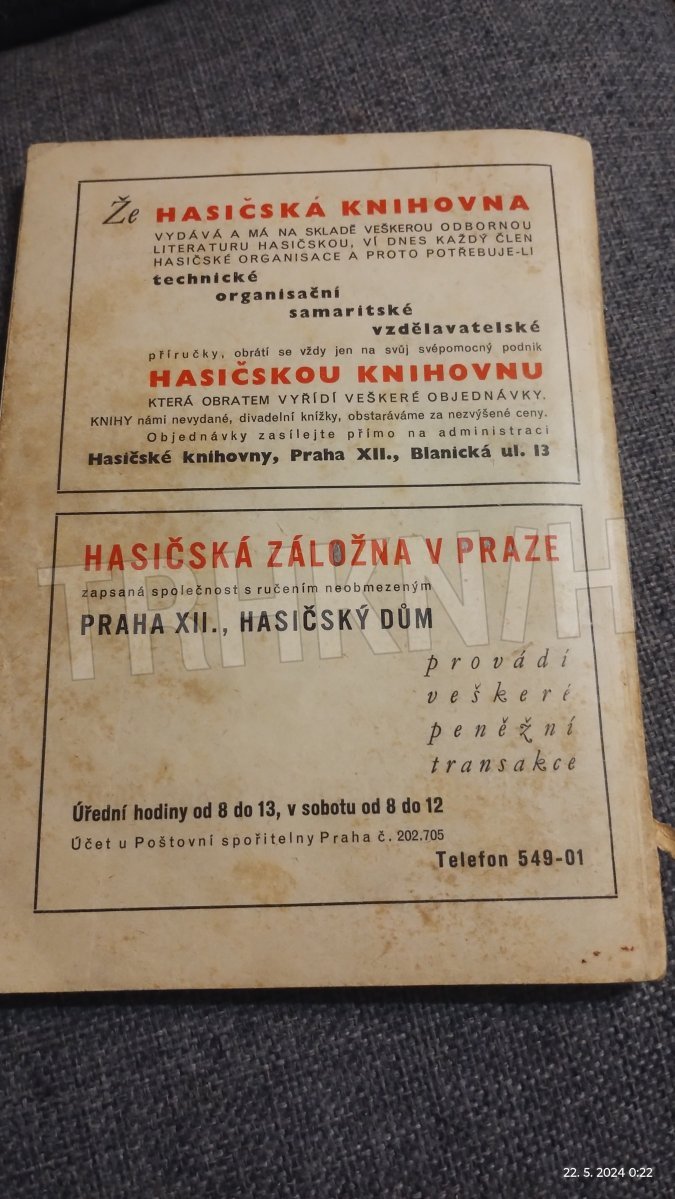 Že HASIČSKÁ KNIHOVNA
VYDÁVÁ A MÁ NA SKLADĚ VEŠKEROU ODBORNOU
LITERATURU HASIČSKOU, VÍ DNES KAŽDÝ ČLEN
HASIČSKÉ ORGANISACE A PROTO POTŘEBUJE-LI
technické
organisační
samaritské
vzdělavatelské
příručky, obrátí se vždy jen na svůj svépomocný podnik
HASIČSKOU KNIHOVNU
KTERÁ OBRATEM VYŘÍDÍ VEŠKERÉ OBJEDNÁVKY.
KNIHY námi nevydané, divadelní knížky, obstaráváme za nezvýšené ceny.
Objednávky zasílejte přímo na administraci
Hasičské knihovny, Praha XII., Blanická ul. 13
HASIČSKÁ ZÁLOŽNA V PRAZE
zapsaná společnost s ručením neobmezeným
PRAHA XII., HASIČSKÝ DŮM
provádí
veškeré
peněžní
transakce
Úřední hodiny od 8 do 13, v sobotu od 8 do 12
Účet u Poštovní spořitelny Praha č. 202.705
Telefon 549-01
22. 5. 2024 0:22